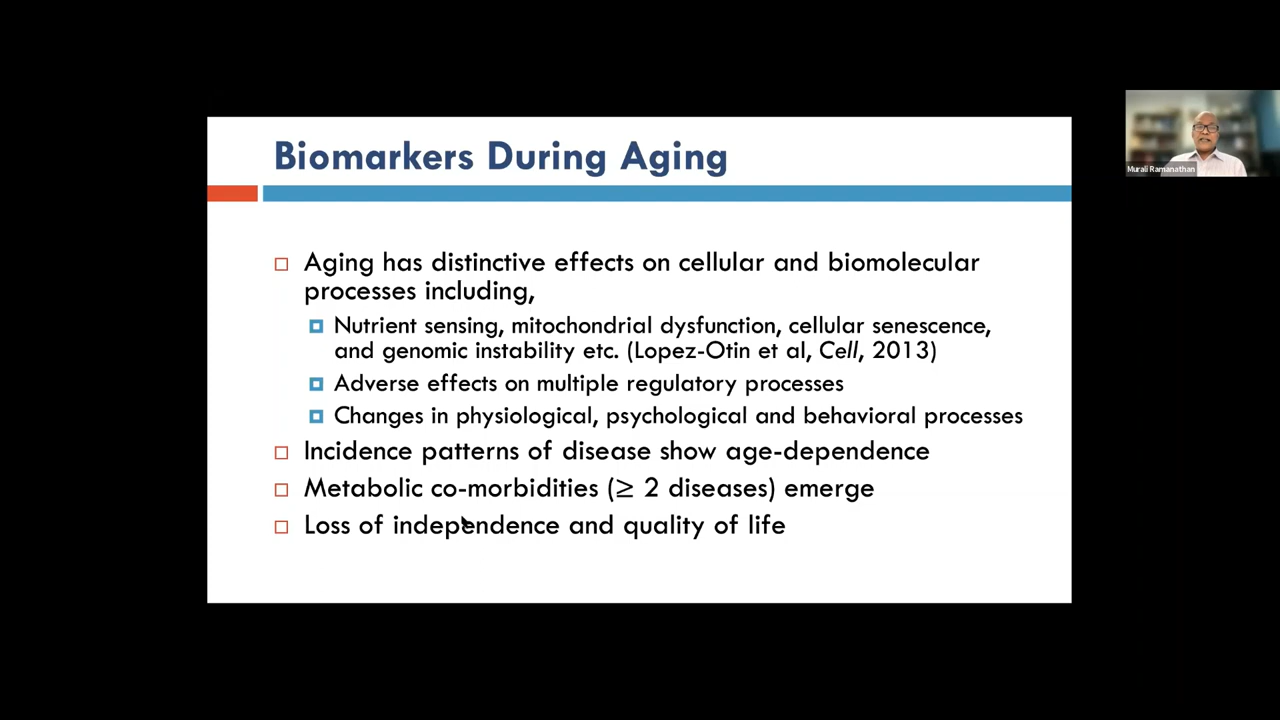 Biomarkers During Aging
Murali Ramanathan
Aging has distinctive effects on cellular and biomolecular
processes including,
Nutrient sensing, mitochondrial dysfunction, cellular senescence,
and genomic instability etc. (Lopez-Otin et al, Cell, 2013)
Adverse effects on multiple regulatory processes
Changes in physiological, psychological and behavioral processes
Incidence patterns of disease show age-dependence
Metabolic co-morbidities (≥ 2 diseases) emerge
Loss of independence and quality of life